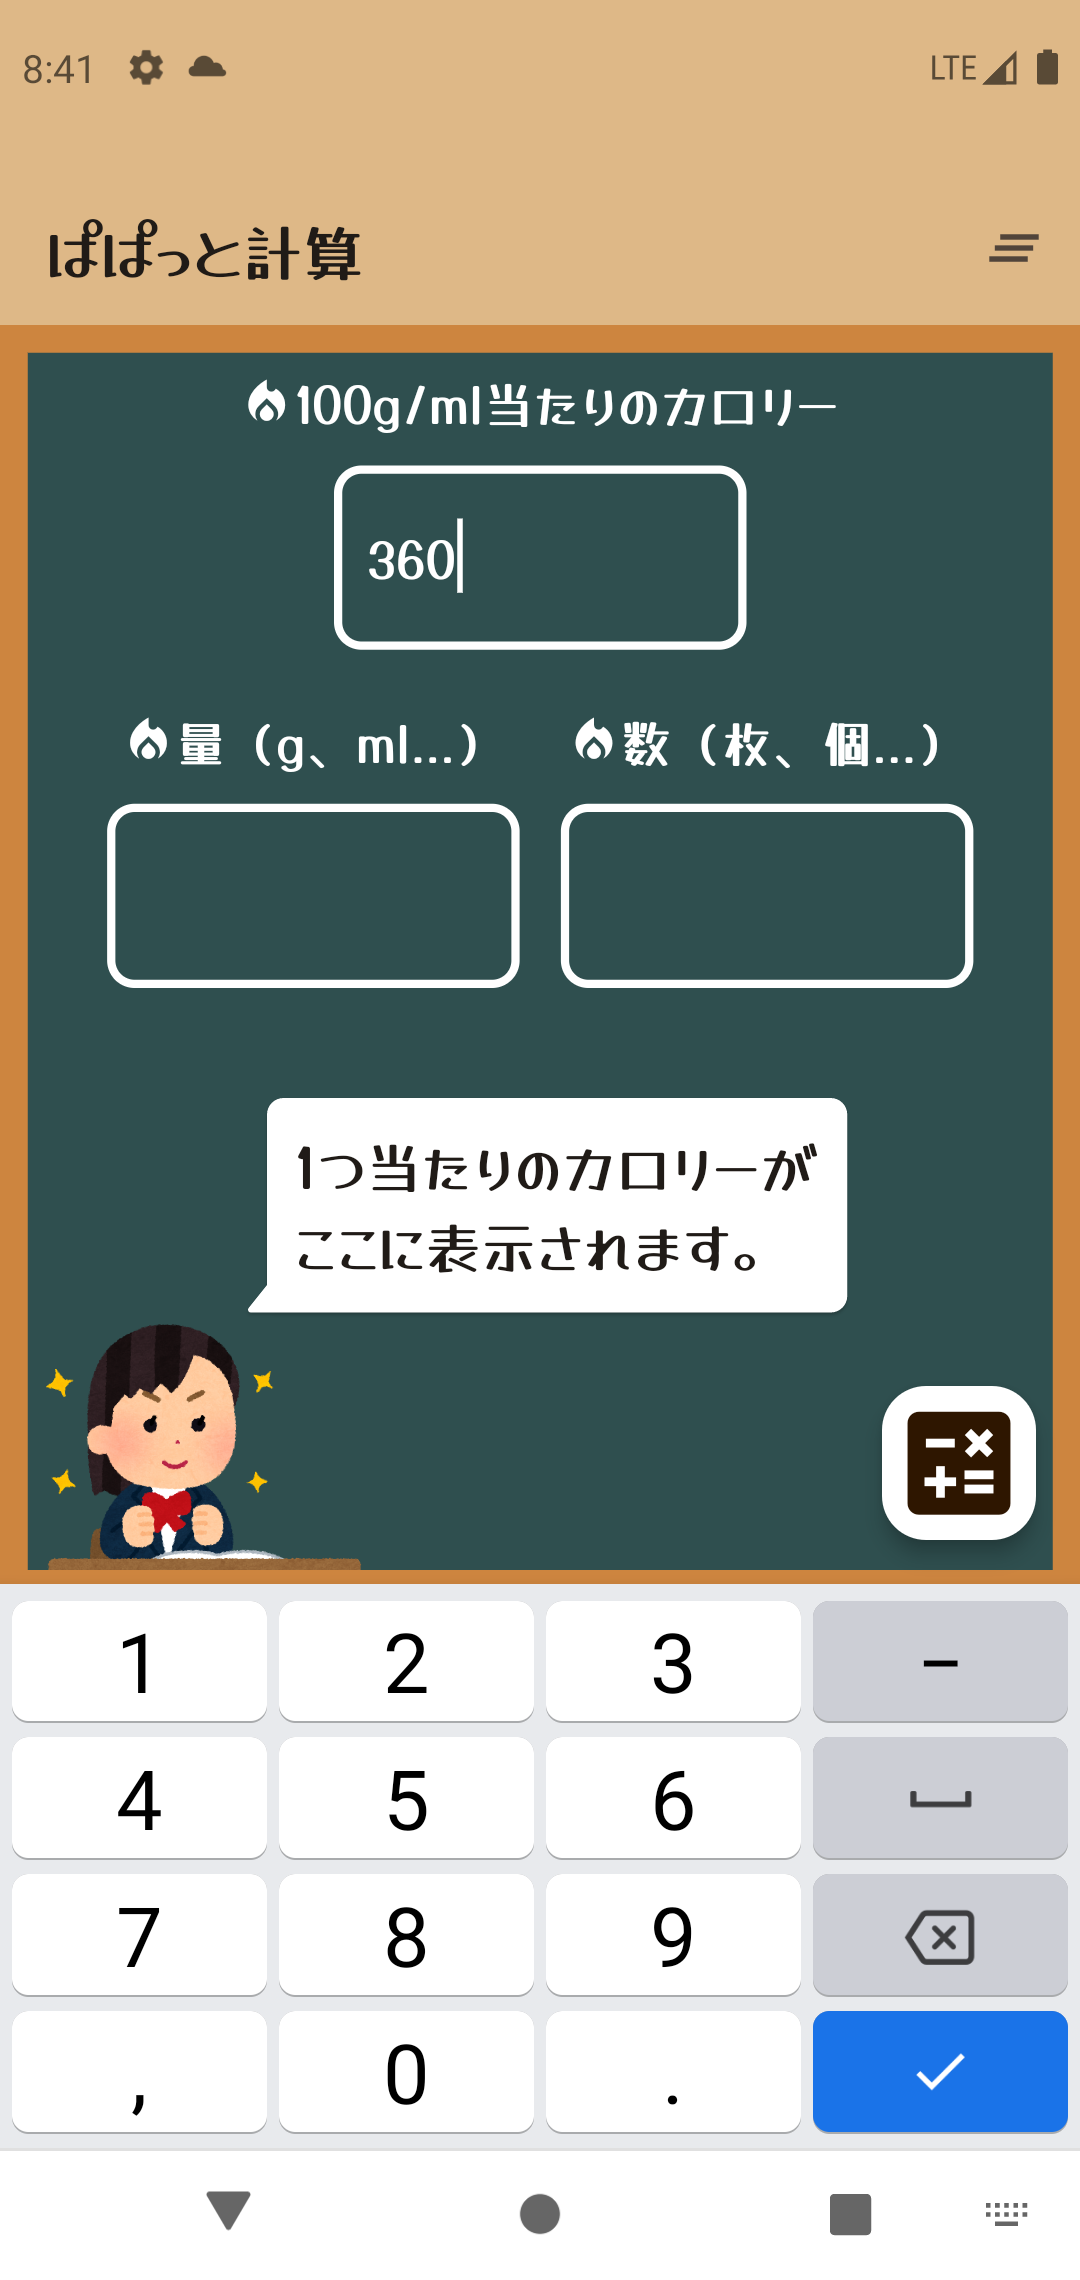 8:41
LTE
ぱぱっと計算
100g/ml当たりのカロリー
360
量（g、ml...）
数（枚、個...）
1つ当たりのカロリーが
ここに表示されます。
1
2
3
-
4
5
6
7
8
9
,
0
.